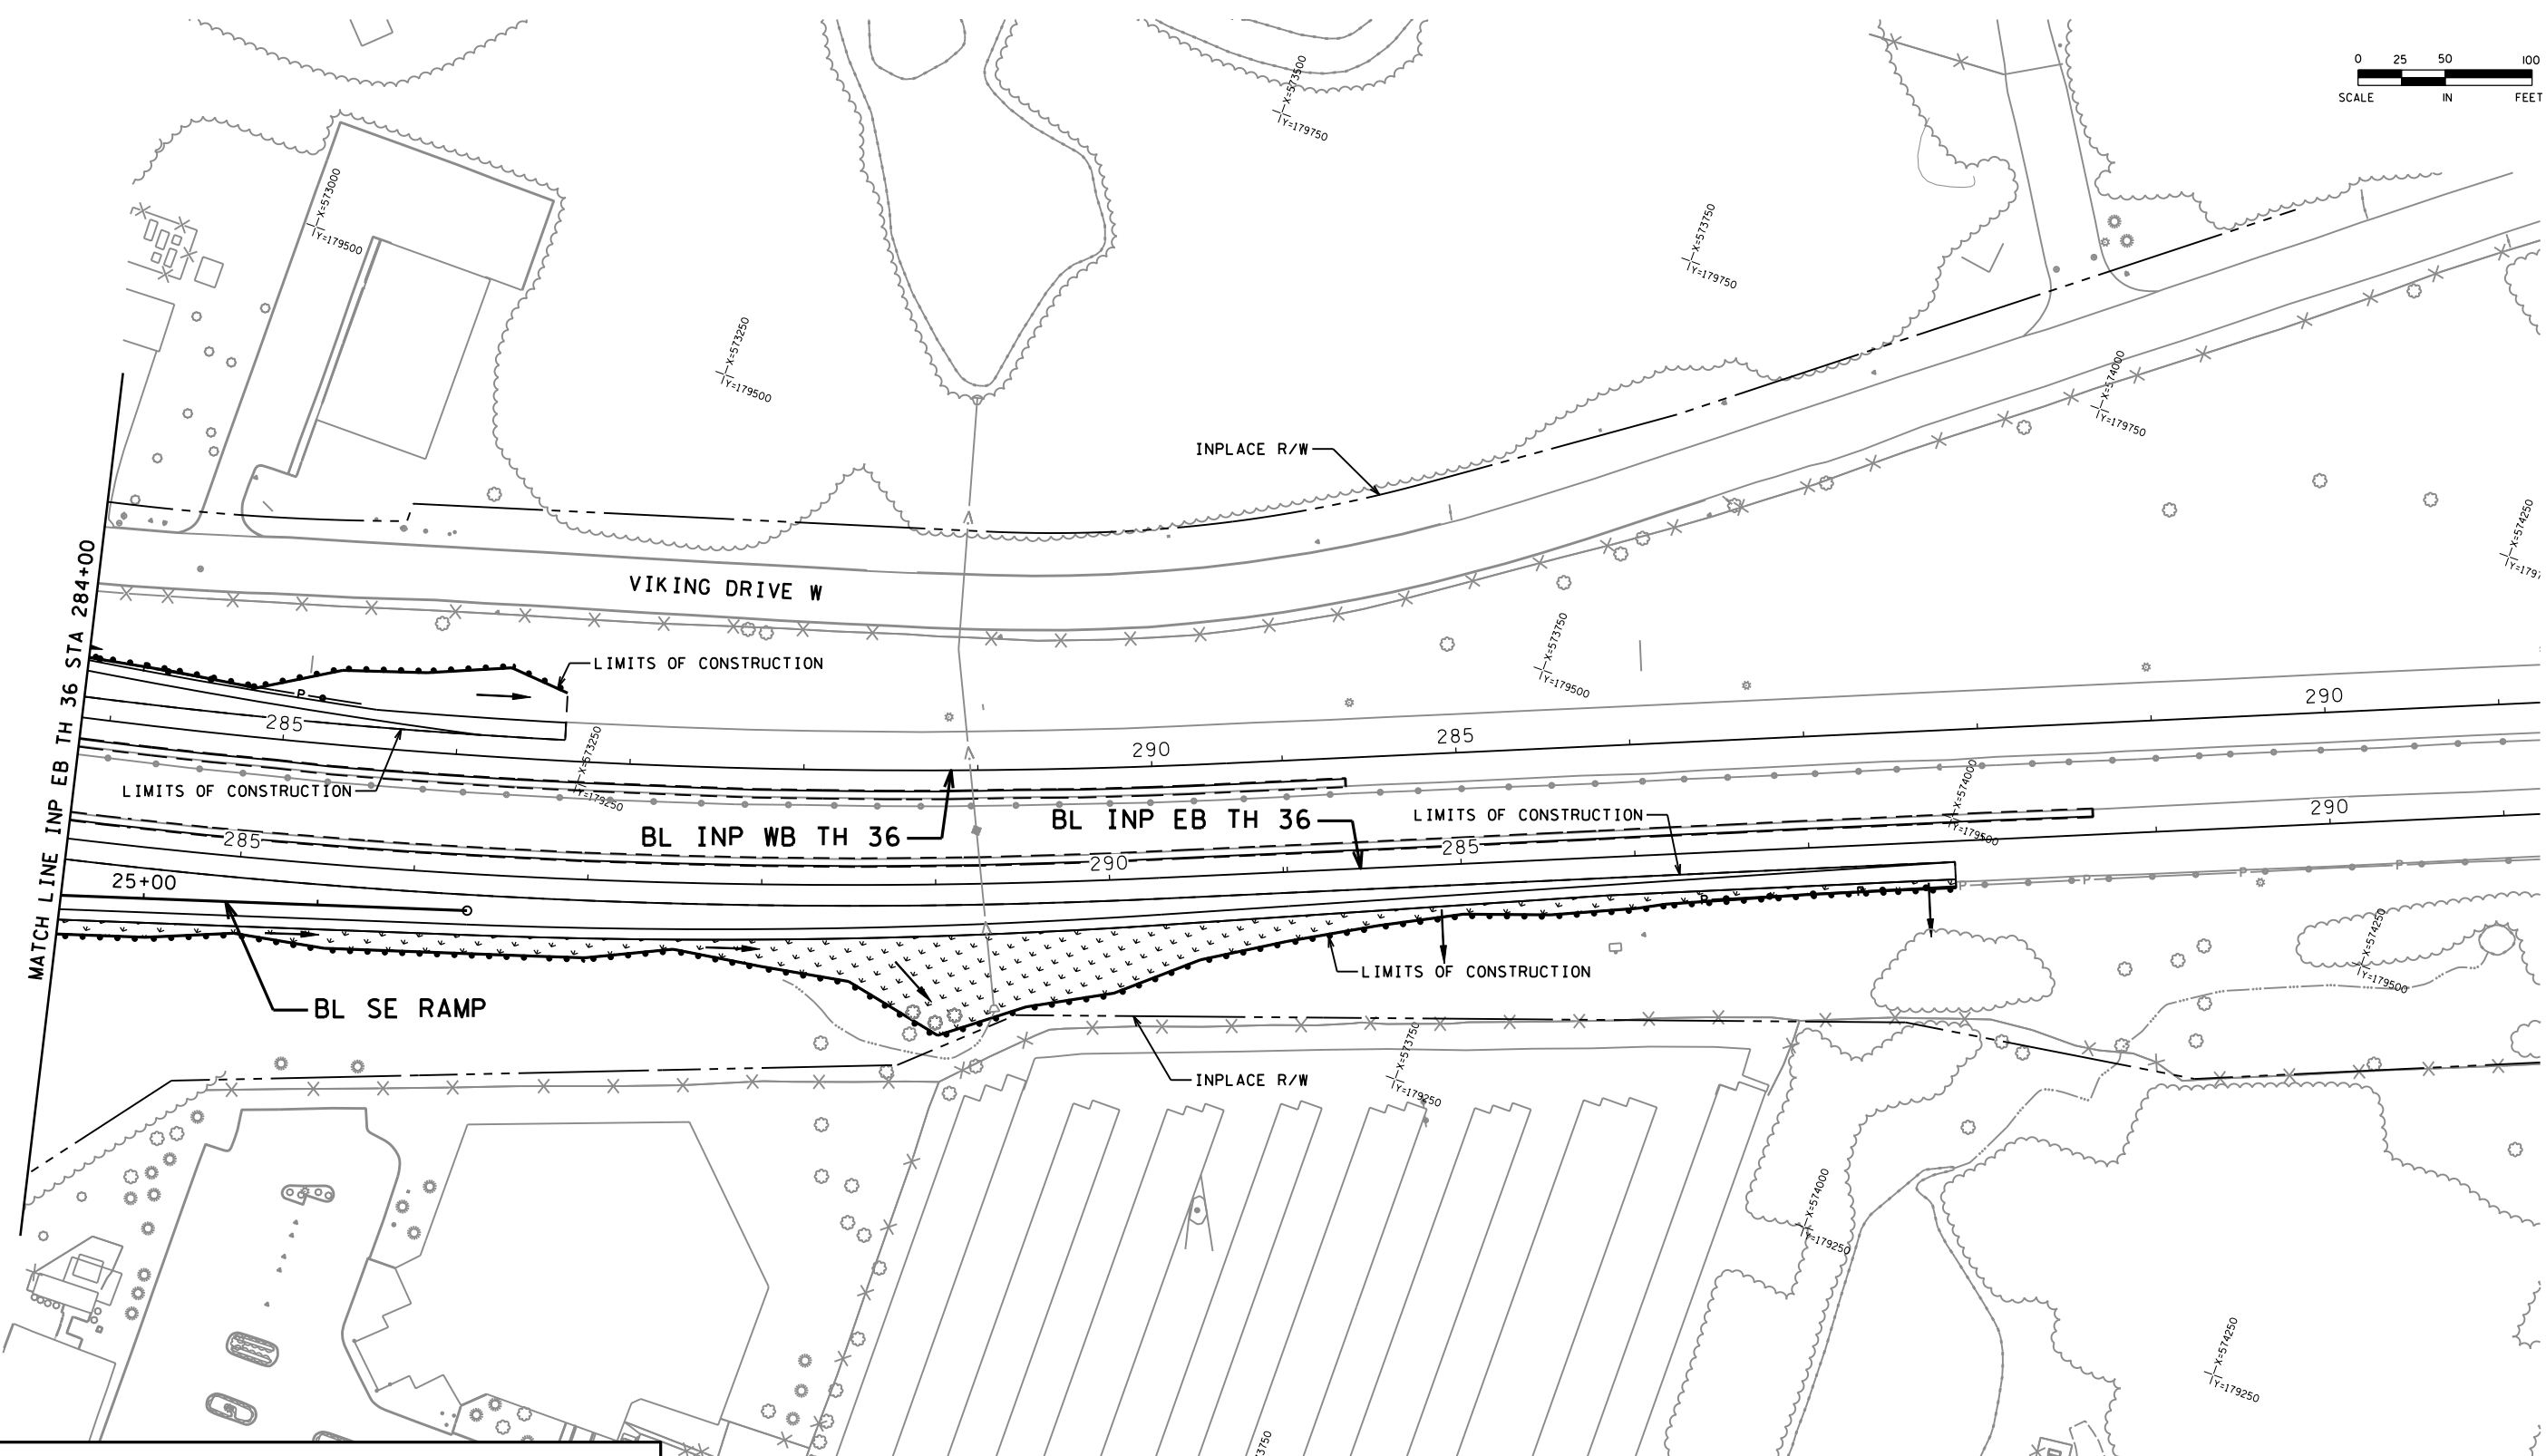 0 25 50 100
SCALE IN FEET
X=573500
Y=179750
X=573000
Y=179500
X=573750
Y=179750
X=573250
Y=179500
X=574000
Y=179750
INPLACE R/W
X=574250
MATCH LINE INP EB TH 36 STA 284+00
VIKING DRIVE W
X=573750
Y=179500
LIMITS OF CONSTRUCTION
P
285
290
285
290
X=573250
Y=179250
LIMITS OF CONSTRUCTION
X=574000
Y=179500
BL INP WB TH 36
BL INP EB TH 36
LIMITS OF CONSTRUCTION
290
285
290
285
25+00
P
P
P
P
P
P
X=574250
Y=179500
LIMITS OF CONSTRUCTION
BL SE RAMP
X=573750
Y=179250
INPLACE R/W
X=574000
Y=179250
X=574250
Y=179250